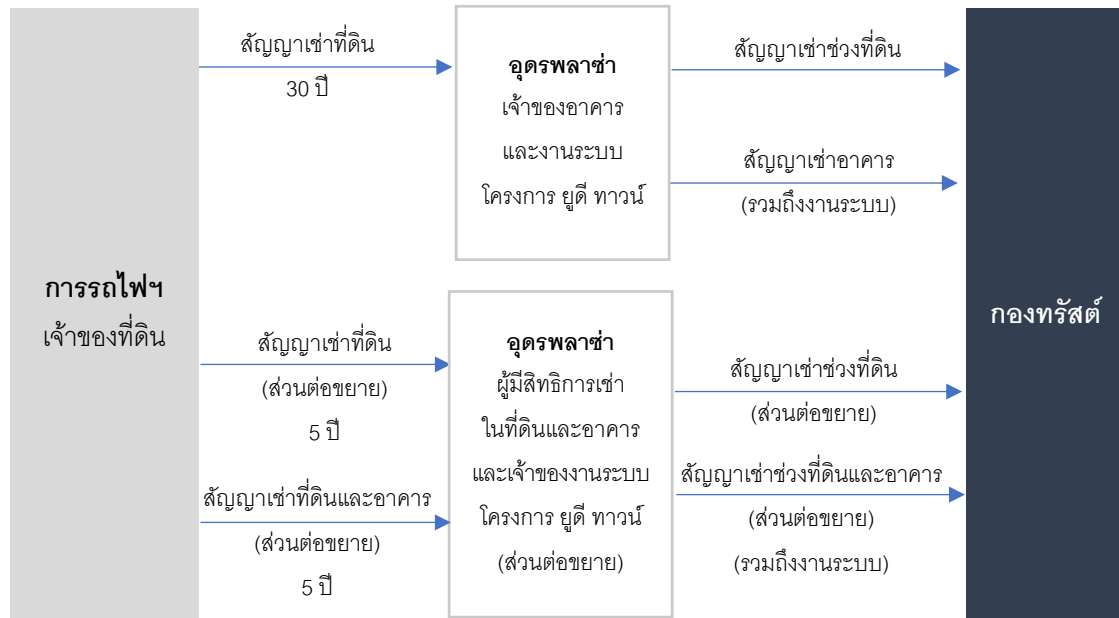 การรถไฟฯ
เจ้าของที่ดิน
สัญญาเช่าที่ดิน
30 ปี
อุดรพลาซ่า
เจ้าของอาคาร
และงานระบบ
โครงการ ยูดี ทาวน์
สัญญาเช่าช่วงที่ดิน
สัญญาเช่าอาคาร
(รวมถึงงานระบบ)
สัญญาเช่าที่ดิน
(ส่วนต่อขยาย)
5 ปี
สัญญาเช่าที่ดินและอาคาร
(ส่วนต่อขยาย)
5 ปี
อุดรพลาซ่า
ผู้มีสิทธิการเช่า
ในที่ดินและอาคาร
และเจ้าของงานระบบ
โครงการ ยูดี ทาวน์
(ส่วนต่อขยาย)
สัญญาเช่าช่วงที่ดิน
(ส่วนต่อขยาย)
สัญญาเช่าช่วงที่ดินและอาคาร
(ส่วนต่อขยาย)
(รวมถึงงานระบบ)
กองทรัสต์